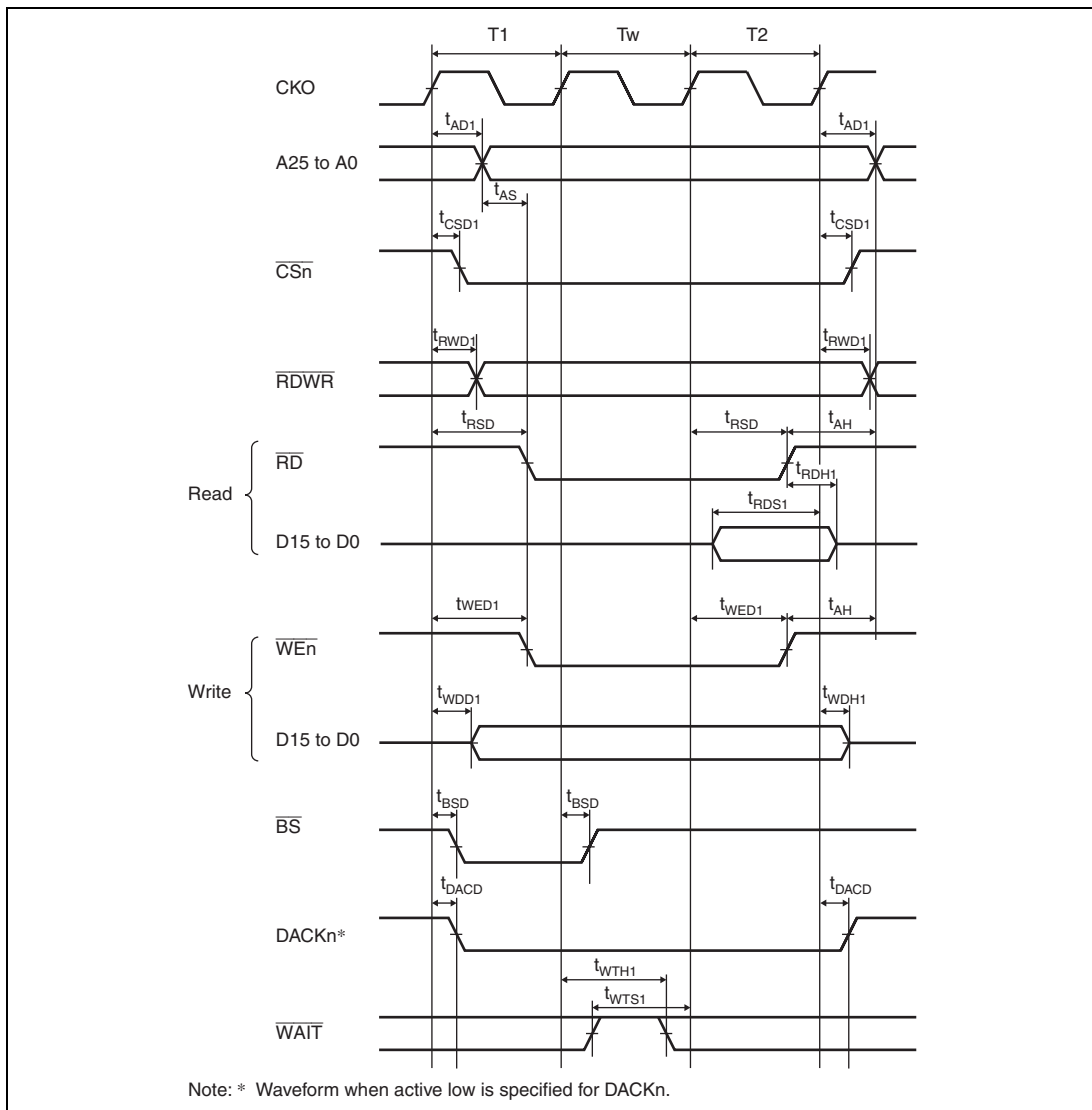 T1 Tw T2
CKO
tAD1 tAD1
A25 to A0
tAS
tCSD1 tCSD1
CSn
tRWD1 tRWD1
RDWR
tRSD tRSD tAH
RD
tRDH1
Read
tRDS1
D15 to D0
tWED1 tWED1 tAH
WEn
Write
tWDD1 tWDH1
D15 to D0
tBSD tBSD
BS
tDACD tDACD
DACKn*
tWTH1
tWTS1
WAIT
Note: * Waveform when active low is specified for DACKn.